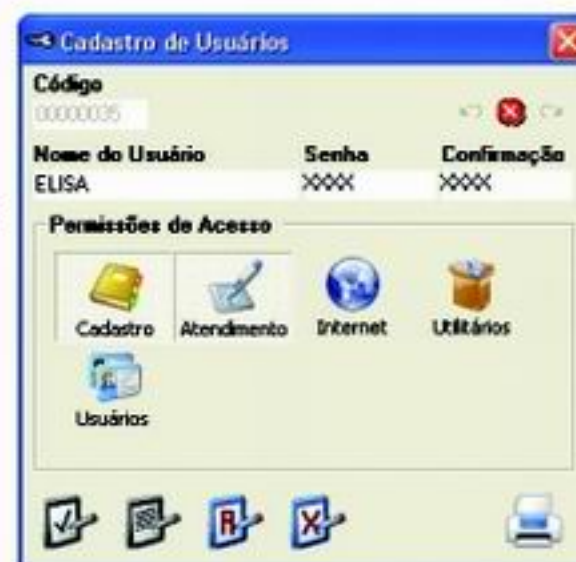 Cadastro de Usuários
Código
00000035
Nome do Usuário Senha Confirmação
ELISA XXXX XXXX
Permissões de Acesso
Cadastro Atendimento Internet Utilitários
Usuários
R X